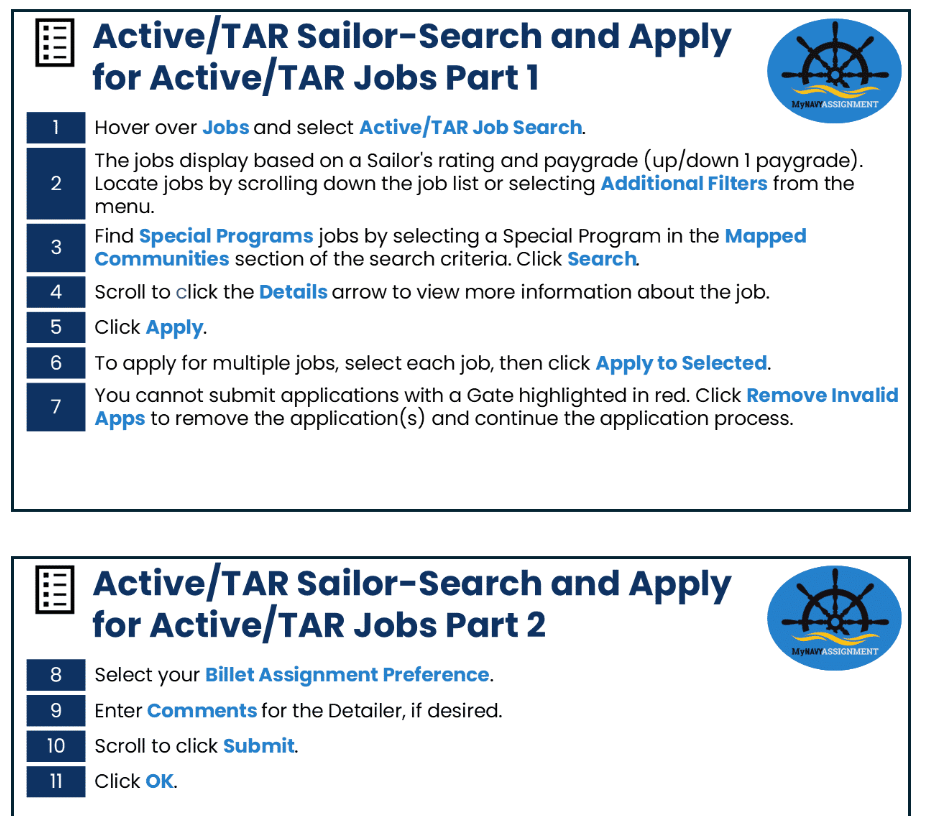 Active/TAR Sailor-Search and Apply
for Active/TAR Jobs Part 1
MyNAVYASSIGNMENT
1
Hover over Jobs and select Active/TAR Job Search.
2
The jobs display based on a Sailor's rating and paygrade (up/down 1 paygrade).
Locate jobs by scrolling down the job list or selecting Additional Filters from the
menu.
3
Find Special Programs jobs by selecting a Special Program in the Mapped
Communities section of the search criteria. Click Search.
4
Scroll to click the Details arrow to view more information about the job.
5
Click Apply.
6
To apply for multiple jobs, select each job, then click Apply to Selected.
7
You cannot submit applications with a Gate highlighted in red. Click Remove Invalid
Apps to remove the application(s) and continue the application process.
Active/TAR Sailor-Search and Apply
for Active/TAR Jobs Part 2
MyNAVYASSIGNMENT
8
Select your Billet Assignment Preference.
9
Enter Comments for the Detailer, if desired.
10
Scroll to click Submit.
11
Click OK.